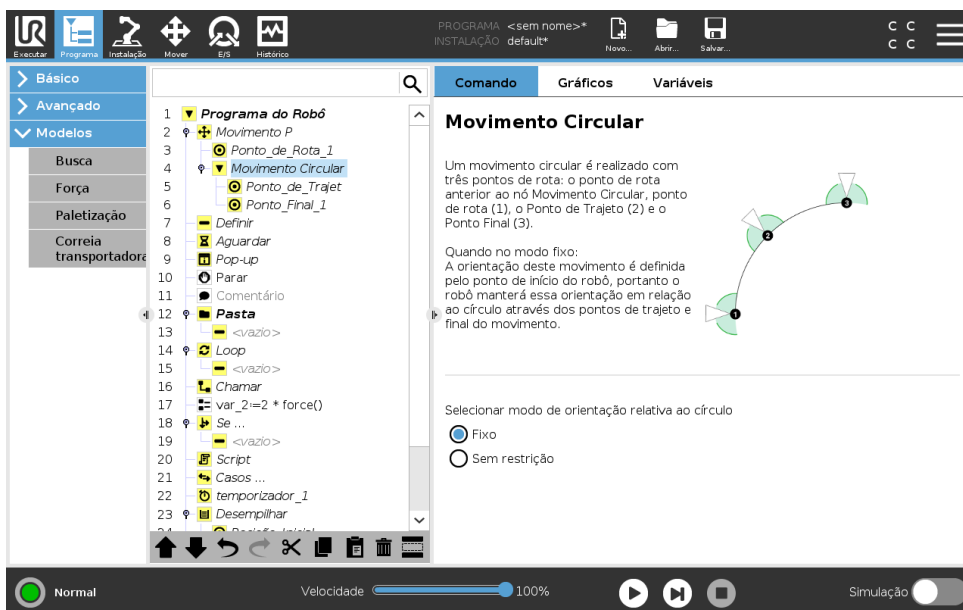 UR
Executar
Programa
Instalação
Mover
E/S
Histórico
PROGRAMA <sem nome>*
INSTALAÇÃO default*
Novo...
Abrir...
Salvar...
C C
C C
Básico
Avançado
Modelos
Busca
Força
Paletização
Correia
transportadora
1 Programa do Robô
2 Movimento P
3 Ponto_de_Rota_1
4 Movimento Circular
5 Ponto_de_Trajet
6 Ponto_Final_1
7 Definir
8 Aguardar
9 Pop-up
10 Parar
11 Comentário
12 Pasta
13 <vazio>
14 Loop
15 <vazio>
16 Chamar
17 var_2:=2 * force()
18 Se ...
19 <vazio>
20 Script
21 Casos ...
22 temporizador_1
23 Desempilhar
Comando
Gráficos
Variáveis
Movimento Circular
Um movimento circular é realizado com
três pontos de rota: o ponto de rota
anterior ao nó Movimento Circular, ponto
de rota (1), o Ponto de Trajeto (2) e o
Ponto Final (3).
Quando no modo fixo:
A orientação deste movimento é definida
pelo ponto de início do robô, portanto o
robô manterá essa orientação em relação
ao círculo através dos pontos de trajeto e
final do movimento.
3
2
1
Selecionar modo de orientação relativa ao círculo
Fixo
Sem restrição
Normal
Velocidade
100%
Simulação